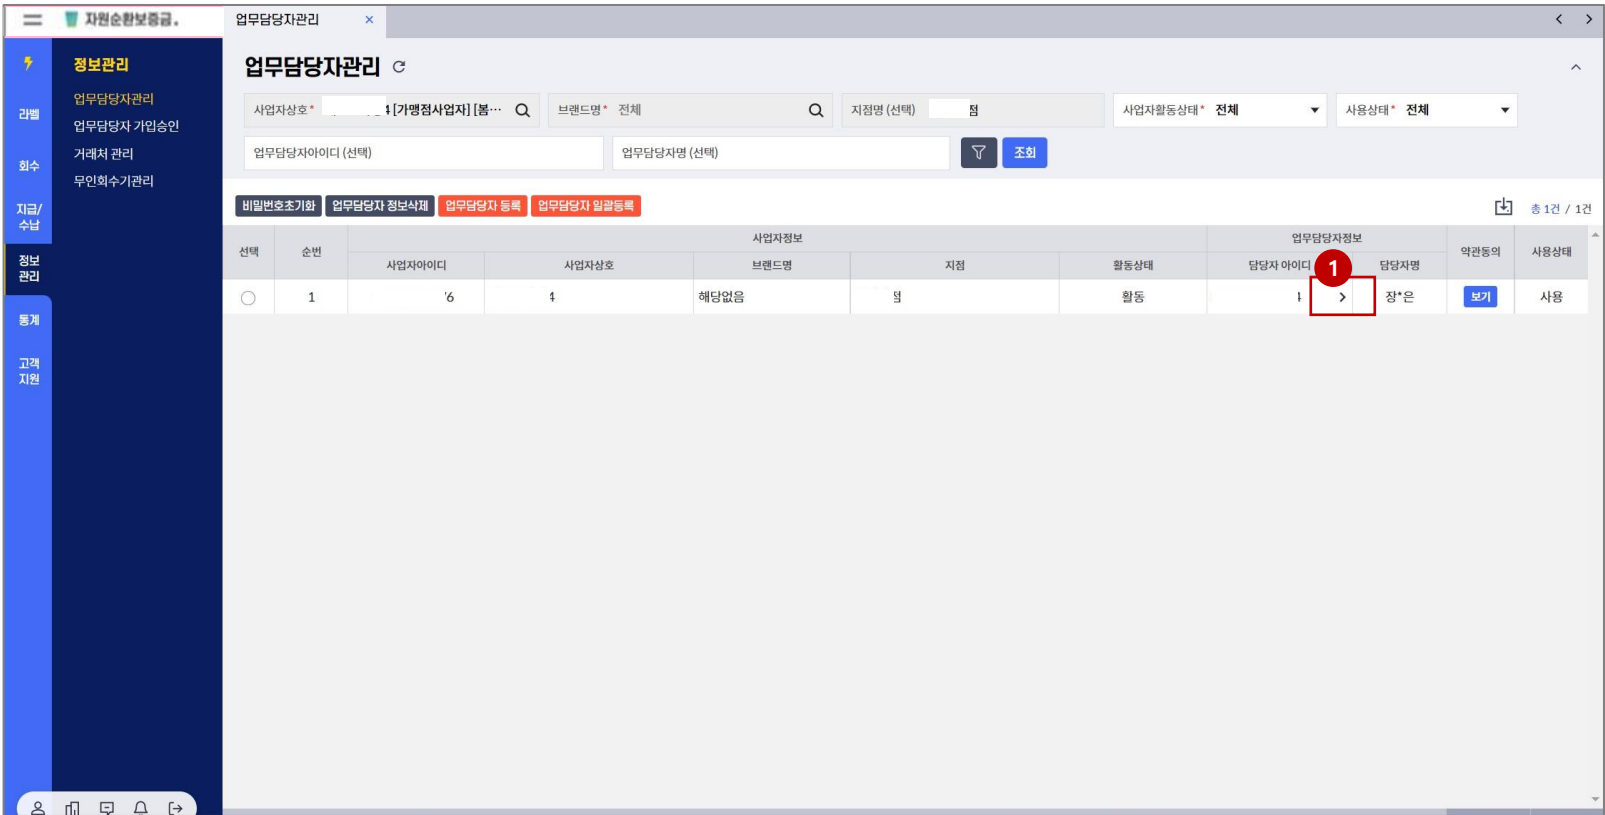 자원순환보증금.
업무담당자관리 ×
라벨
회수
지급/
수납
정보
관리
통계
고객
지원
정보관리
업무담당자관리
업무담당자 가입승인
거래처 관리
무인회수기관리
업무담당자관리
사업자상호* 4 [가맹점사업자] [봄…
브랜드명* 전체
지점명 (선택) 점
사업자활동상태* 전체
사용상태* 전체
업무담당자아이디 (선택)
업무담당자명 (선택)
조회
비밀번호초기화 업무담당자 정보삭제 업무담당자 등록 업무담당자 일괄등록
총 1건 / 1건
선택 순번 사업자정보 업무담당자정보 약관동의 사용상태
사업자아이디 사업자상호 브랜드명 지점 활동상태 담당자 아이디 담당자명
1
1 '6 4 해당없음 점 활동 4 > 장*은 보기 사용